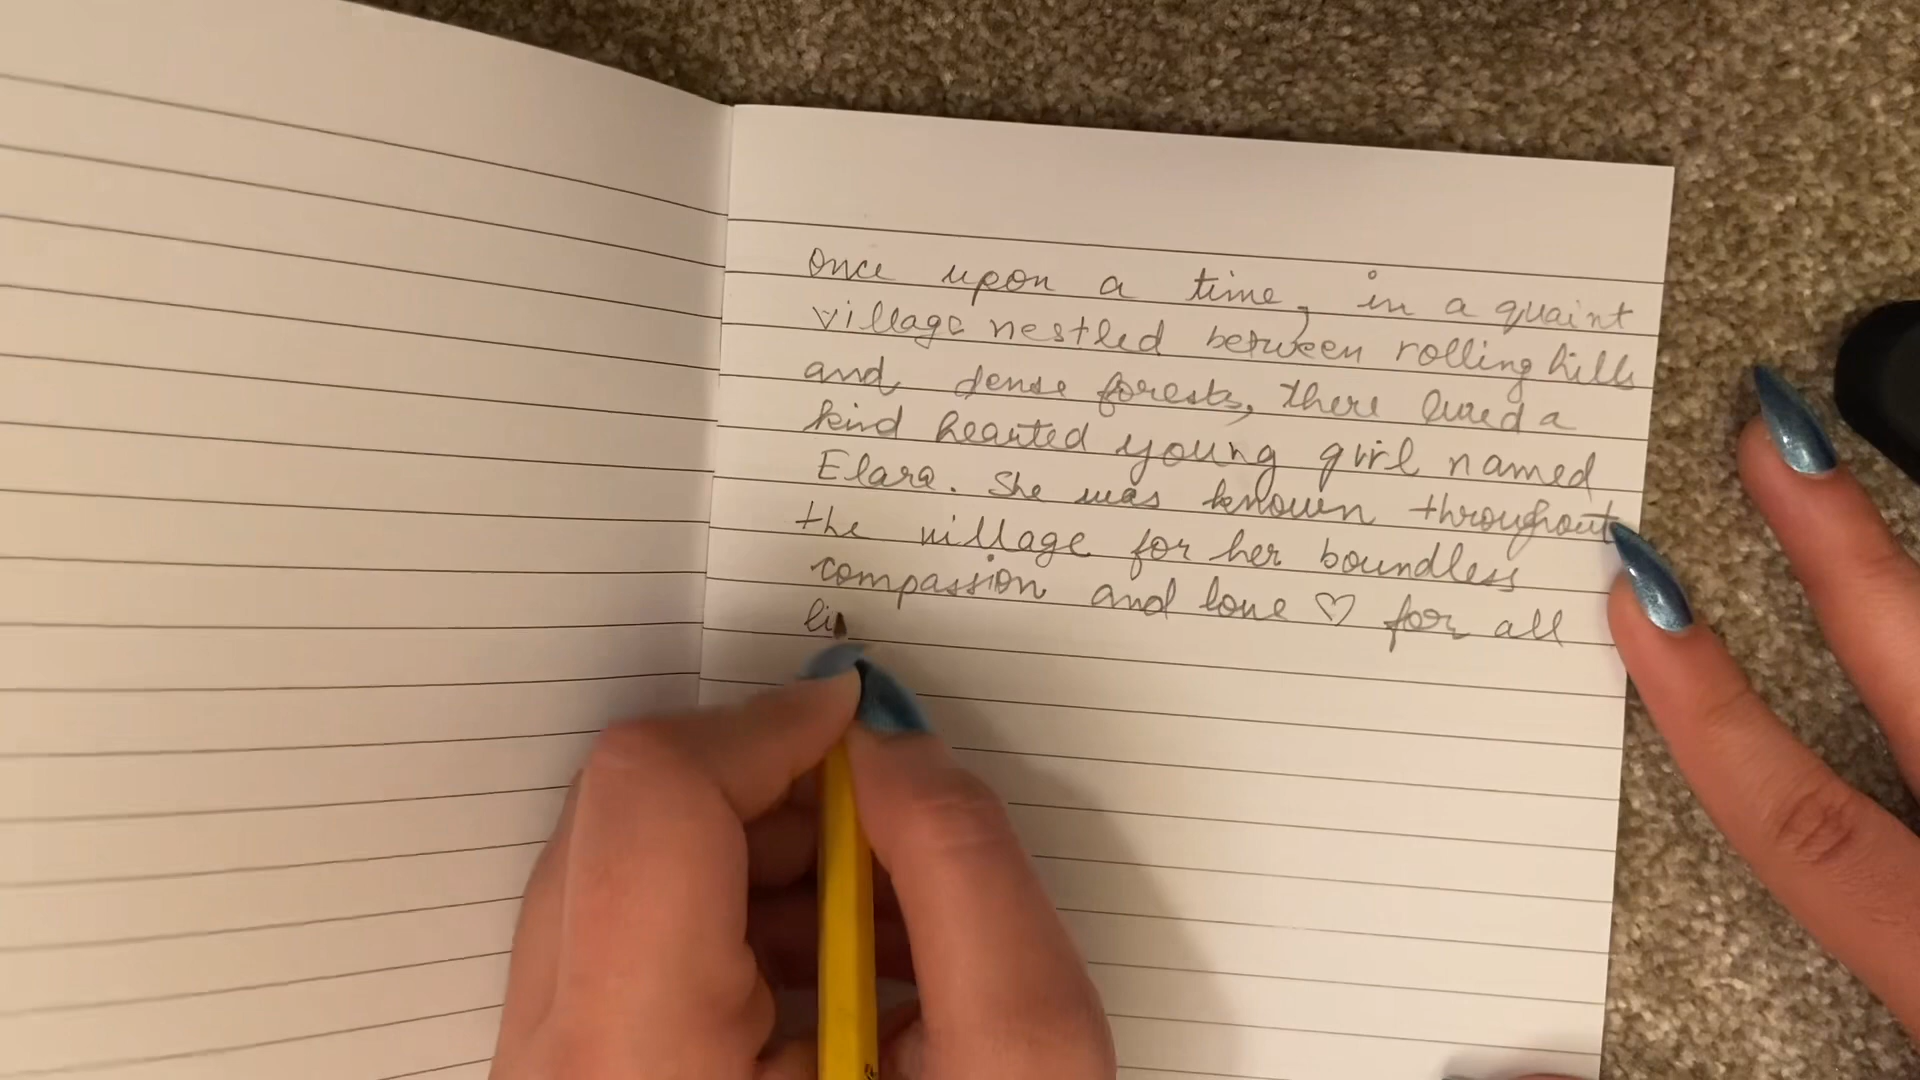 Once upon a time, in a quaint
village nestled between rolling hills
and dense forests, there lived a
kind hearted young girl named
Elara. She was known throughout
the village for her boundless
compassion and love ♡ for all
li